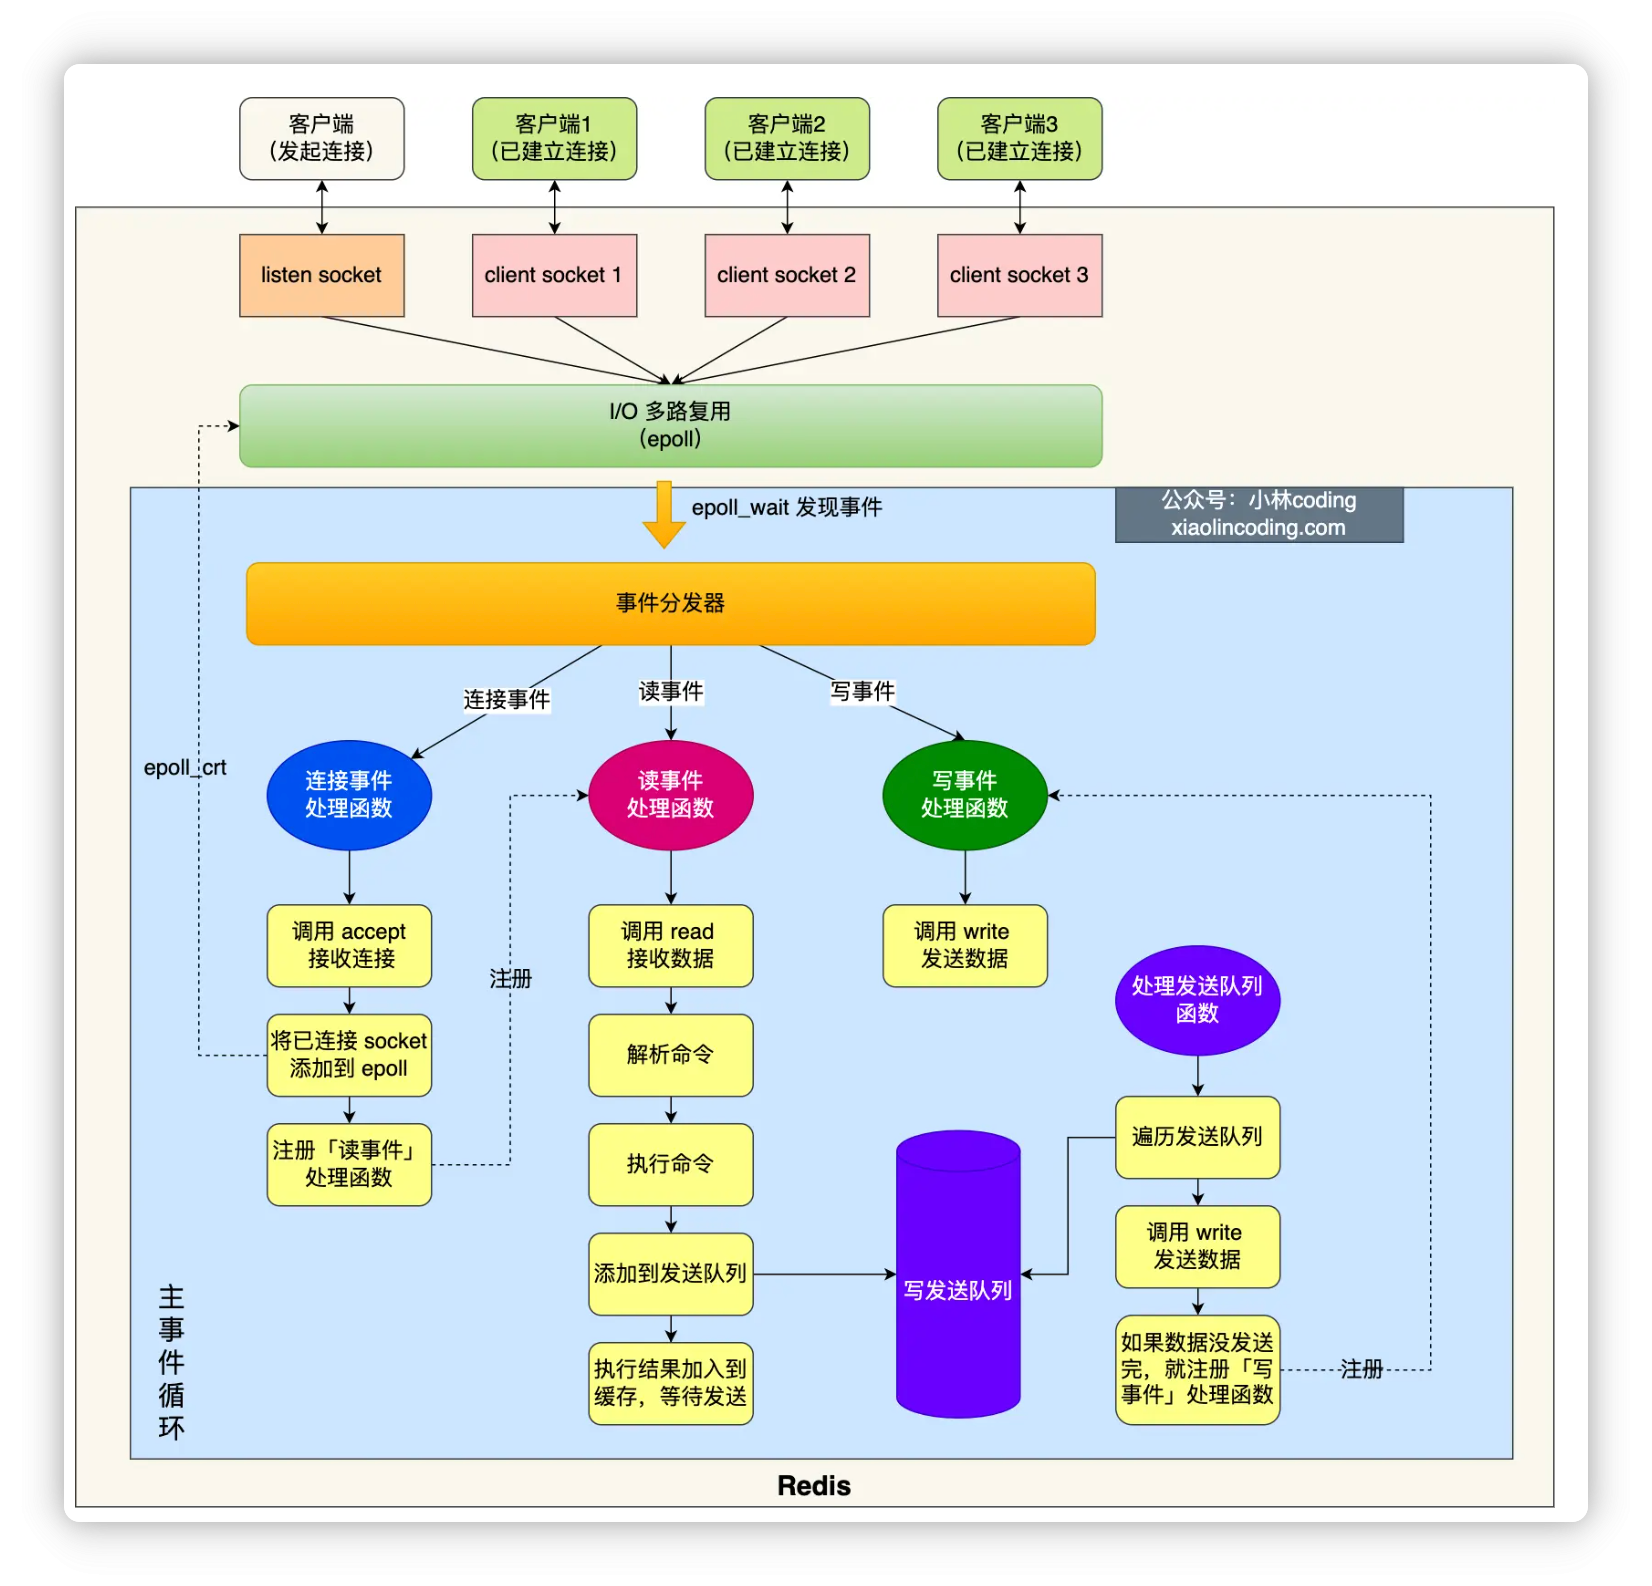 客户端
（发起连接）
客户端1
（已建立连接）
客户端2
（已建立连接）
客户端3
（已建立连接）
listen socket
client socket 1
client socket 2
client socket 3
I/O 多路复用
（epoll）
epoll_wait 发现事件
公众号：小林coding
xiaolincoding.com
事件分发器
连接事件
读事件
写事件
epoll_crt
连接事件
处理函数
读事件
处理函数
写事件
处理函数
调用 accept
接收连接
将已连接 socket
添加到 epoll
注册「读事件」
处理函数
注册
调用 read
接收数据
解析命令
执行命令
添加到发送队列
执行结果加入到
缓存，等待发送
调用 write
发送数据
写发送队列
处理发送队列
函数
遍历发送队列
调用 write
发送数据
如果数据没发送
完，就注册「写
事件」处理函数
注册
主
事
件
循
环
Redis